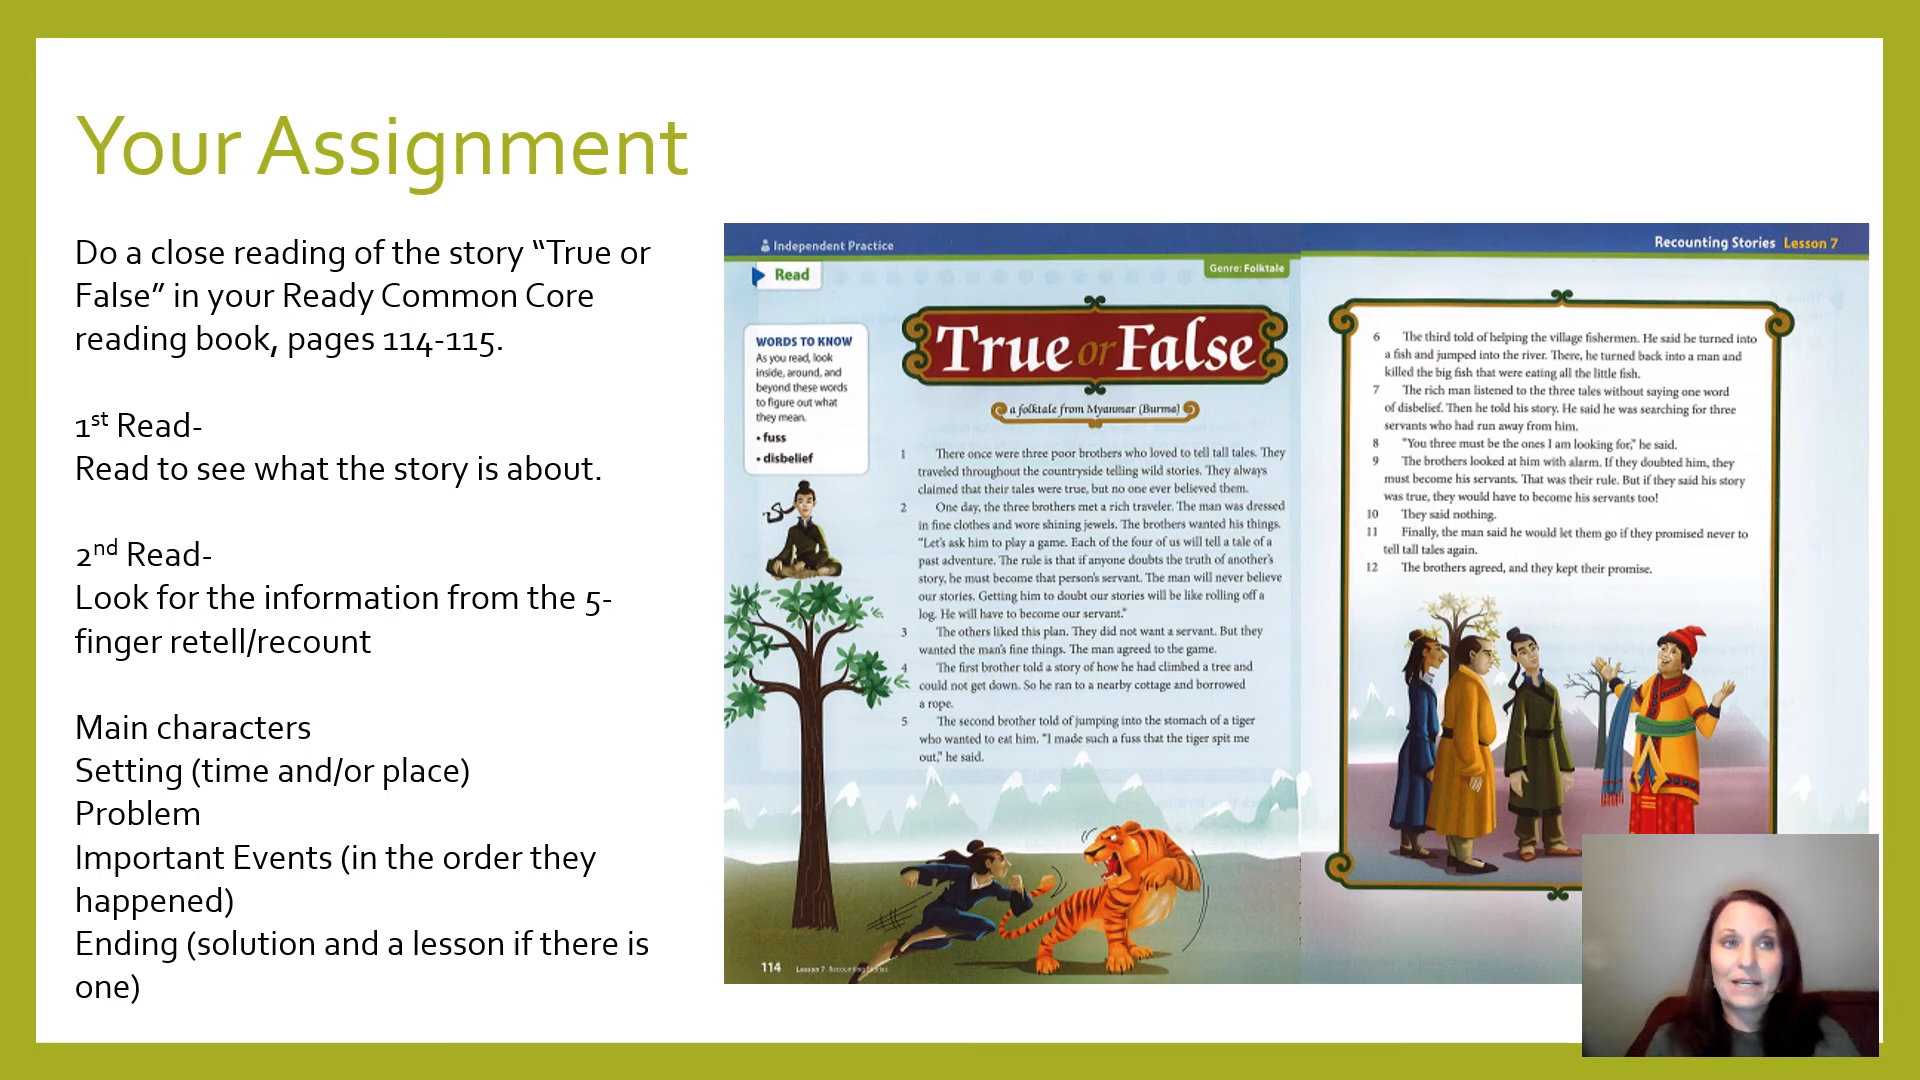 Your Assignment
Do a close reading of the story “True or
False” in your Ready Common Core
reading book, pages 114-115.
1st Read-
Read to see what the story is about.
2nd Read-
Look for the information from the 5-
finger retell/recount
Main characters
Setting (time and/or place)
Problem
Important Events (in the order they
happened)
Ending (solution and a lesson if there is
one)
Independent Practice
Read
Genre: Folktale
WORDS TO KNOW
As you read, look
inside, around, and
beyond these words
to figure out what
they mean.
• fuss
• disbelief
True or False
a folktale from Myanmar (Burma)
1 There once were three poor brothers who loved to tell tall tales. They
traveled throughout the countryside telling wild stories. They always
claimed that their tales were true, but no one ever believed them.
2 One day, the three brothers met a rich traveler. The man was dressed
in fine clothes and wore shining jewels. The brothers wanted his things.
"Let's ask him to play a game. Each of the four of us will tell a tale of a
past adventure. The rule is that if anyone doubts the truth of another's
story, he must become that person's servant. The man will never believe
our stories. Getting him to doubt our stories will be like rolling off a
log. He will have to become our servant."
3 The others liked this plan. They did not want a servant. But they
wanted the man's fine things. The man agreed to the game.
4 The first brother told a story of how he had climbed a tree and
could not get down. So he ran to a nearby cottage and borrowed
a rope.
5 The second brother told of jumping into the stomach of a tiger
who wanted to eat him. "I made such a fuss that the tiger spit me
out," he said.
114 Lesson 7 Recounting Stories
Recounting Stories Lesson 7
6 The third told of helping the village fishermen. He said he turned into
a fish and jumped into the river. There, he turned back into a man and
killed the big fish that were eating all the little fish.
7 The rich man listened to the three tales without saying one word
of disbelief. Then he told his story. He said he was searching for three
servants who had run away from him.
8 "You three must be the ones I am looking for," he said.
9 The brothers looked at him with alarm. If they doubted him, they
must become his servants. That was their rule. But if they said his story
was true, they would have to become his servants too!
10 They said nothing.
11 Finally, the man said he would let them go if they promised never to
tell tall tales again.
12 The brothers agreed, and they kept their promise.